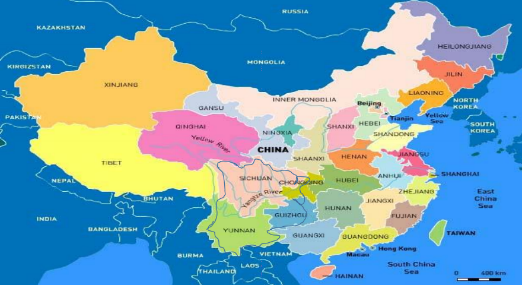 RUSSIA
KAZAKHSTAN
HEILONGJIANG
MONGOLIA
KIRGIZSTAN
JILIN
XINJIANG
LIAONING
INNER MONGOLIA
GANSU
Beijing
NORTH
KOREA
PAKISTAN
Tianjin
Yellow
Sea
QINGHAI
NINGXIA
SHANXI
HEBEI
SOUTH
KOREA
SHANDONG
Yellow River
CHINA
TIBET
SHAANXI
HENAN
JIANGSU
NEPAL
SICHUAN
CHONGQING
HUBEI
ANHUI
SHANGHAI
Yangtze River
ZHEJIANG
East
China
Sea
BHUTAN
JIANGXI
HUNAN
GUIZHOU
FUJIAN
INDIA
BANGLADESH
YUNNAN
TAIWAN
GUANGXI
GUANGDONG
Hong Kong
Macau
BURMA
VIETNAM
LAOS
THAILAND
South China
Sea
HAINAN
0 400 km